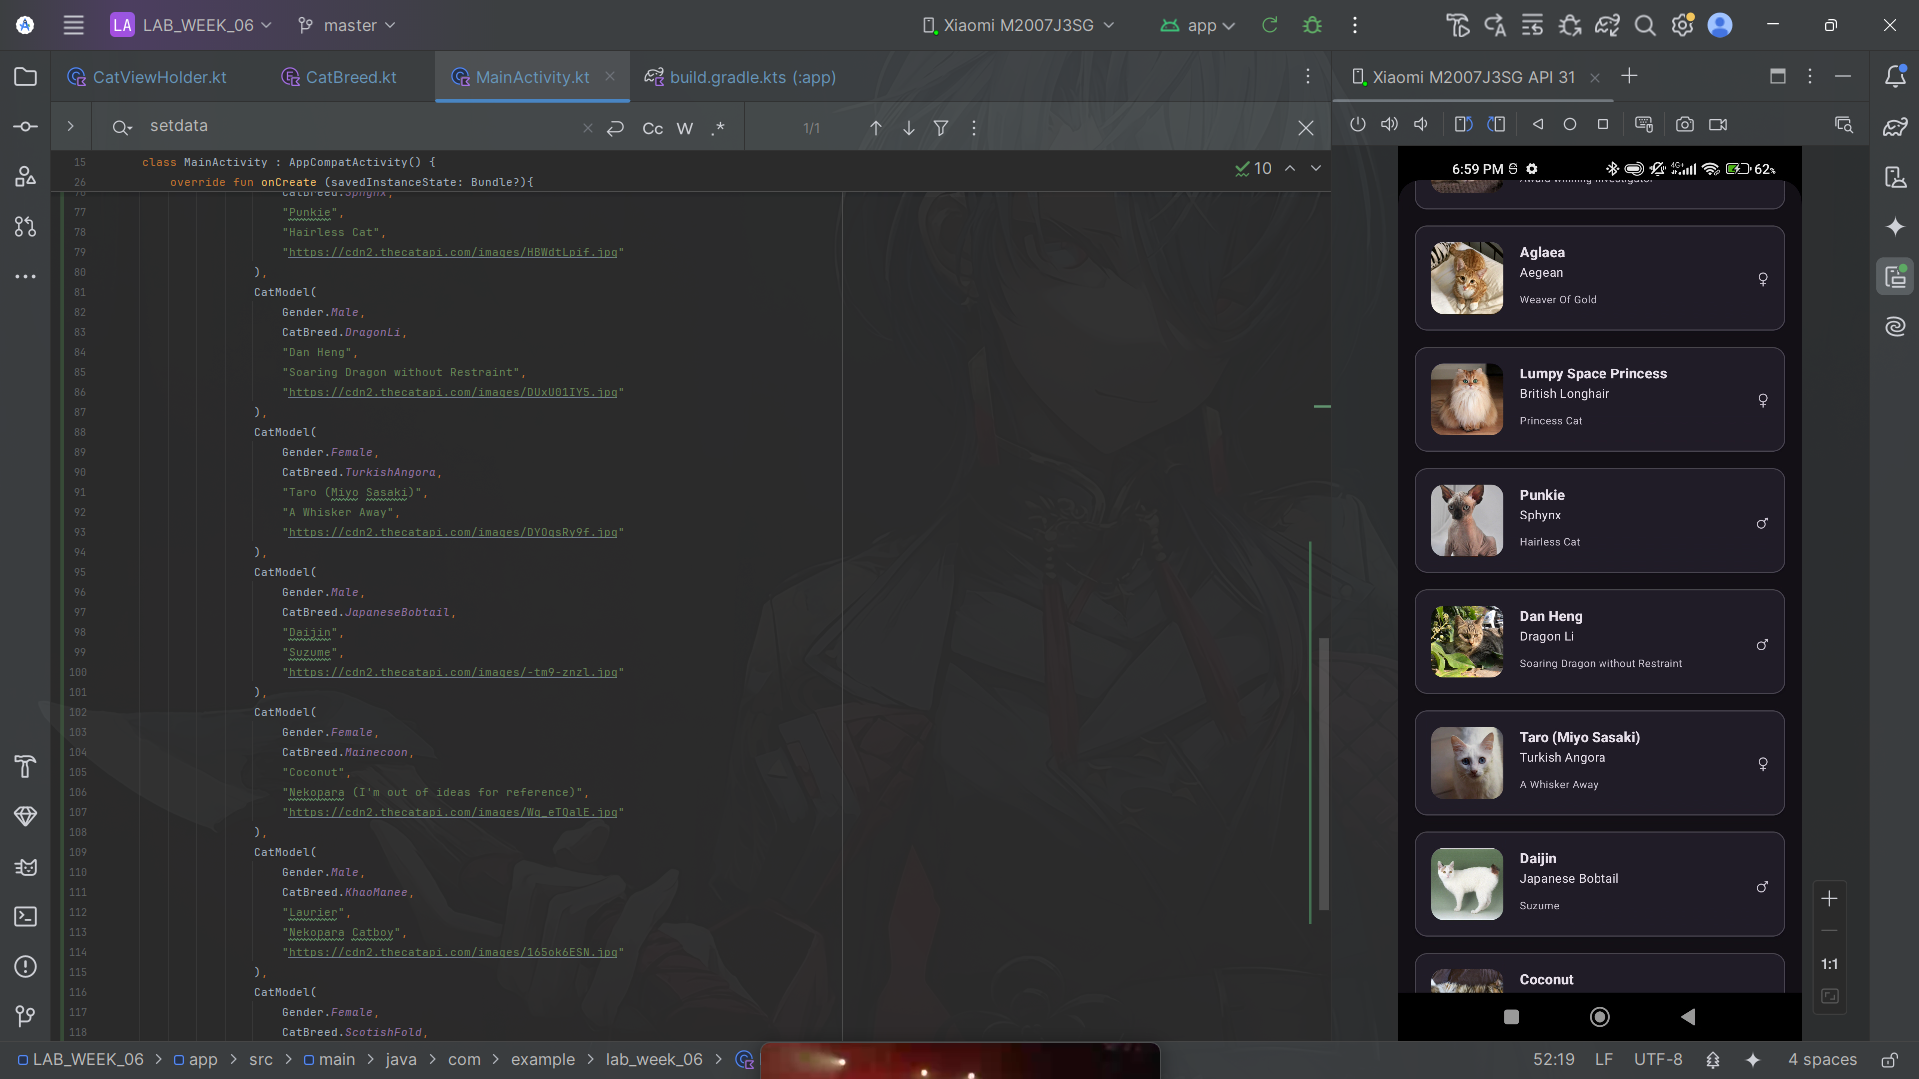 LA LAB_WEEK_06 master Xiaomi M2007J3SG app
CatViewHolder.kt CatBreed.kt MainActivity.kt build.gradle.kts (:app) Xiaomi M2007J3SG API 31
setdata Cc W .* 1/1
15 class MainActivity : AppCompatActivity() {
26 override fun onCreate (savedInstanceState: Bundle?){
10
76 CatBreed.Sphynx,
77 "Punkie",
78 "Hairless Cat",
79 "https://cdn2.thecatapi.com/images/HBWdtLpif.jpg"
80 ),
81 CatModel(
82 Gender.Male,
83 CatBreed.DragonLi,
84 "Dan Heng",
85 "Soaring Dragon without Restraint",
86 "https://cdn2.thecatapi.com/images/DUxU01IY5.jpg"
87 ),
88 CatModel(
89 Gender.Female,
90 CatBreed.TurkishAngora,
91 "Taro (Miyo Sasaki)",
92 "A Whisker Away",
93 "https://cdn2.thecatapi.com/images/DYOgsRy9f.jpg"
94 ),
95 CatModel(
96 Gender.Male,
97 CatBreed.JapaneseBobtail,
98 "Daijin",
99 "Suzume",
100 "https://cdn2.thecatapi.com/images/-tm9-znzl.jpg"
101 ),
102 CatModel(
103 Gender.Female,
104 CatBreed.Mainecoon,
105 "Coconut",
106 "Nekopara (I'm out of ideas for reference)",
107 "https://cdn2.thecatapi.com/images/Wq_eTQalE.jpg"
108 ),
109 CatModel(
110 Gender.Male,
111 CatBreed.KhaoManee,
112 "Laurier",
113 "Nekopara Catboy",
114 "https://cdn2.thecatapi.com/images/165ok6ESN.jpg"
115 ),
116 CatModel(
117 Gender.Female,
118 CatBreed.ScotishFold,
6:59 PM 4G+ 62%
Award winning investigator
Aglaea
Aegean
Weaver Of Gold
♀
Lumpy Space Princess
British Longhair
Princess Cat
♀
Punkie
Sphynx
Hairless Cat
♂
Dan Heng
Dragon Li
Soaring Dragon without Restraint
♂
Taro (Miyo Sasaki)
Turkish Angora
A Whisker Away
♀
Daijin
Japanese Bobtail
Suzume
♂
Coconut
1:1
LAB_WEEK_06 > app > src > main > java > com > example > lab_week_06 >
52:19 LF UTF-8 4 spaces